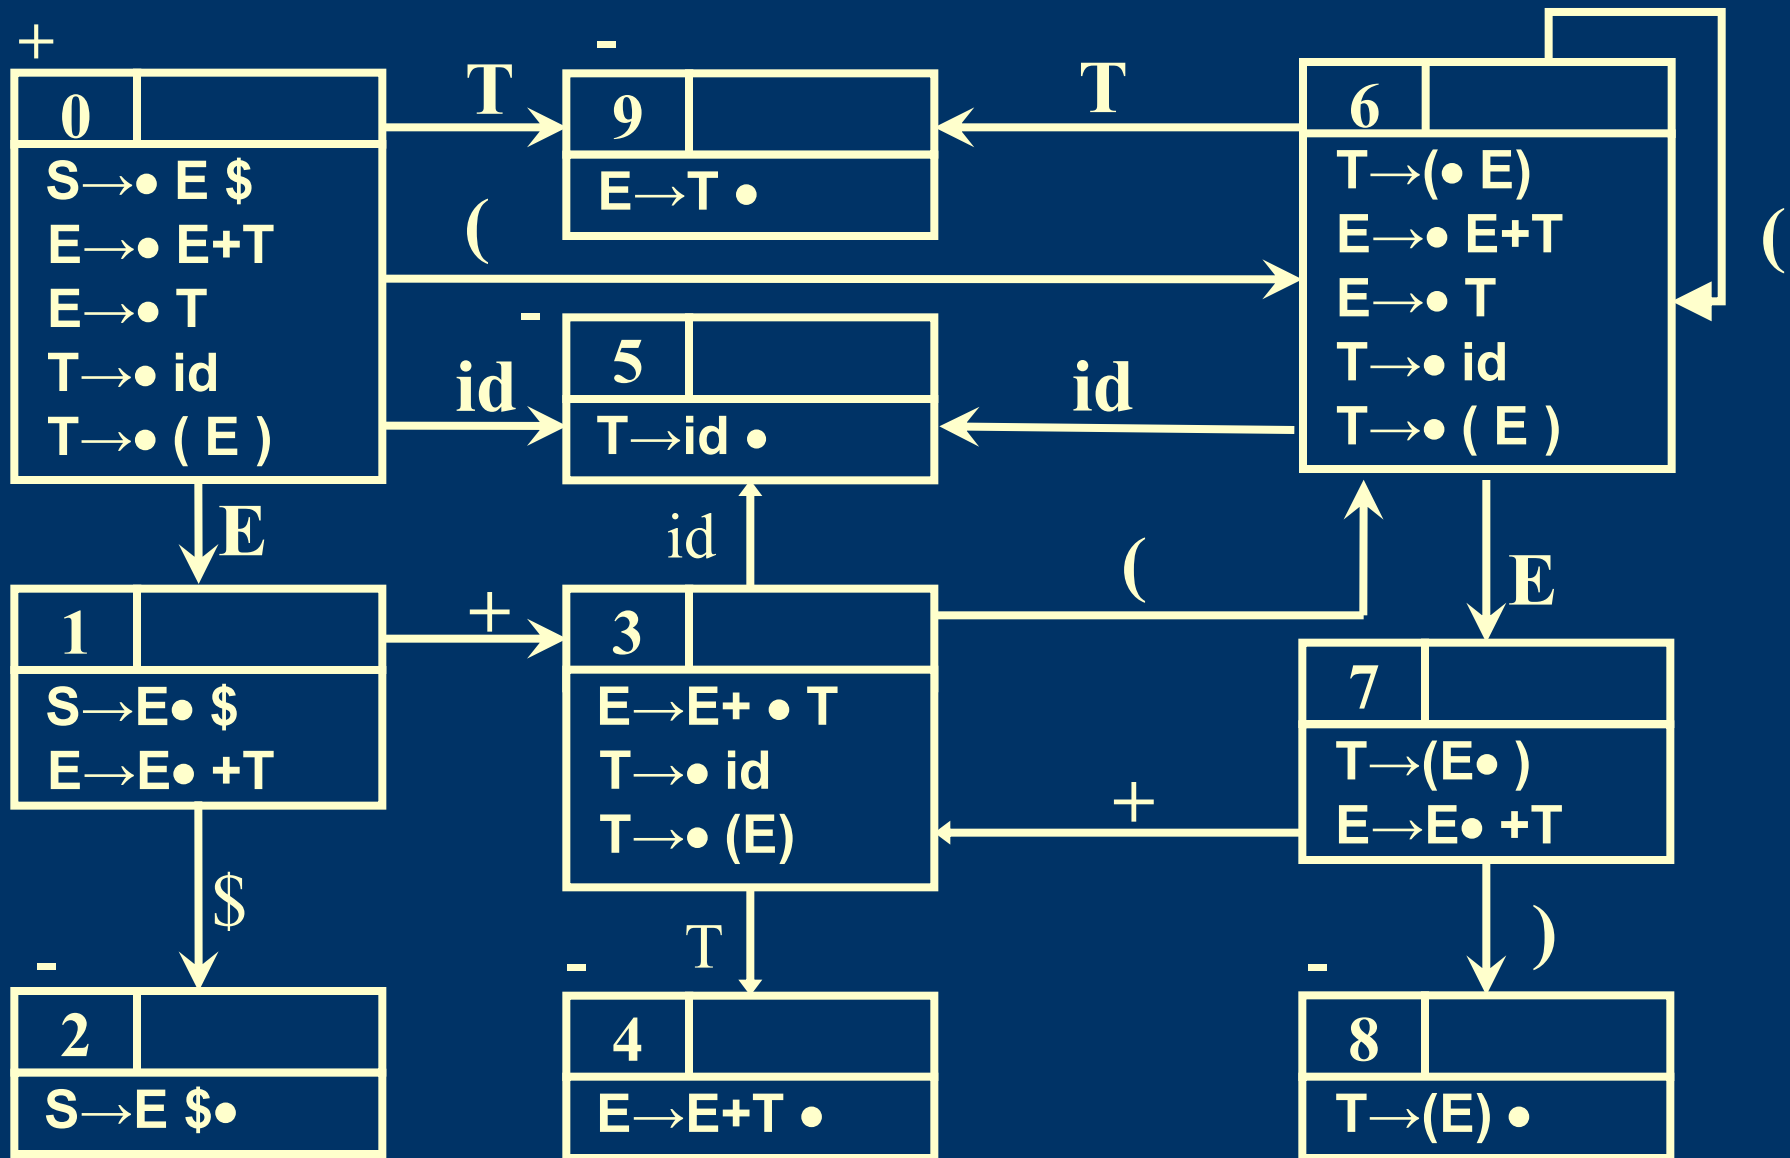 +
0
S→● E $
E→● E+T
E→● T
T→● id
T→● ( E )
T
-
9
E→T ●
T
6
T→(● E)
E→● E+T
E→● T
T→● id
T→● ( E )
(
(
-
5
T→id ●
id
id
E
id
(
E
1
S→E● $
E→E● +T
+
3
E→E+ ● T
T→● id
T→● (E)
7
T→(E● )
E→E● +T
+
$
T
)
-
2
S→E $●
-
4
E→E+T ●
-
8
T→(E) ●